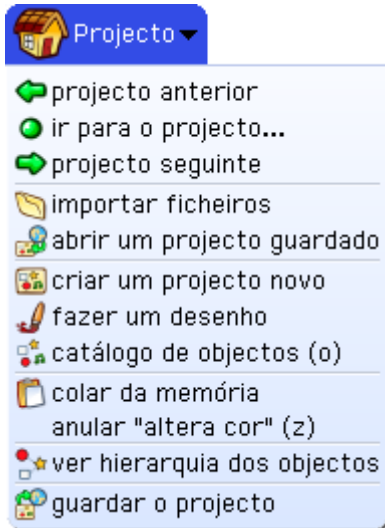 Projecto
projecto anterior
ir para o projecto...
projecto seguinte
importar ficheiros
abrir um projecto guardado
criar um projecto novo
fazer um desenho
catálogo de objectos (o)
colar da memória
anular "altera cor" (z)
ver hierarquia dos objectos
guardar o projecto